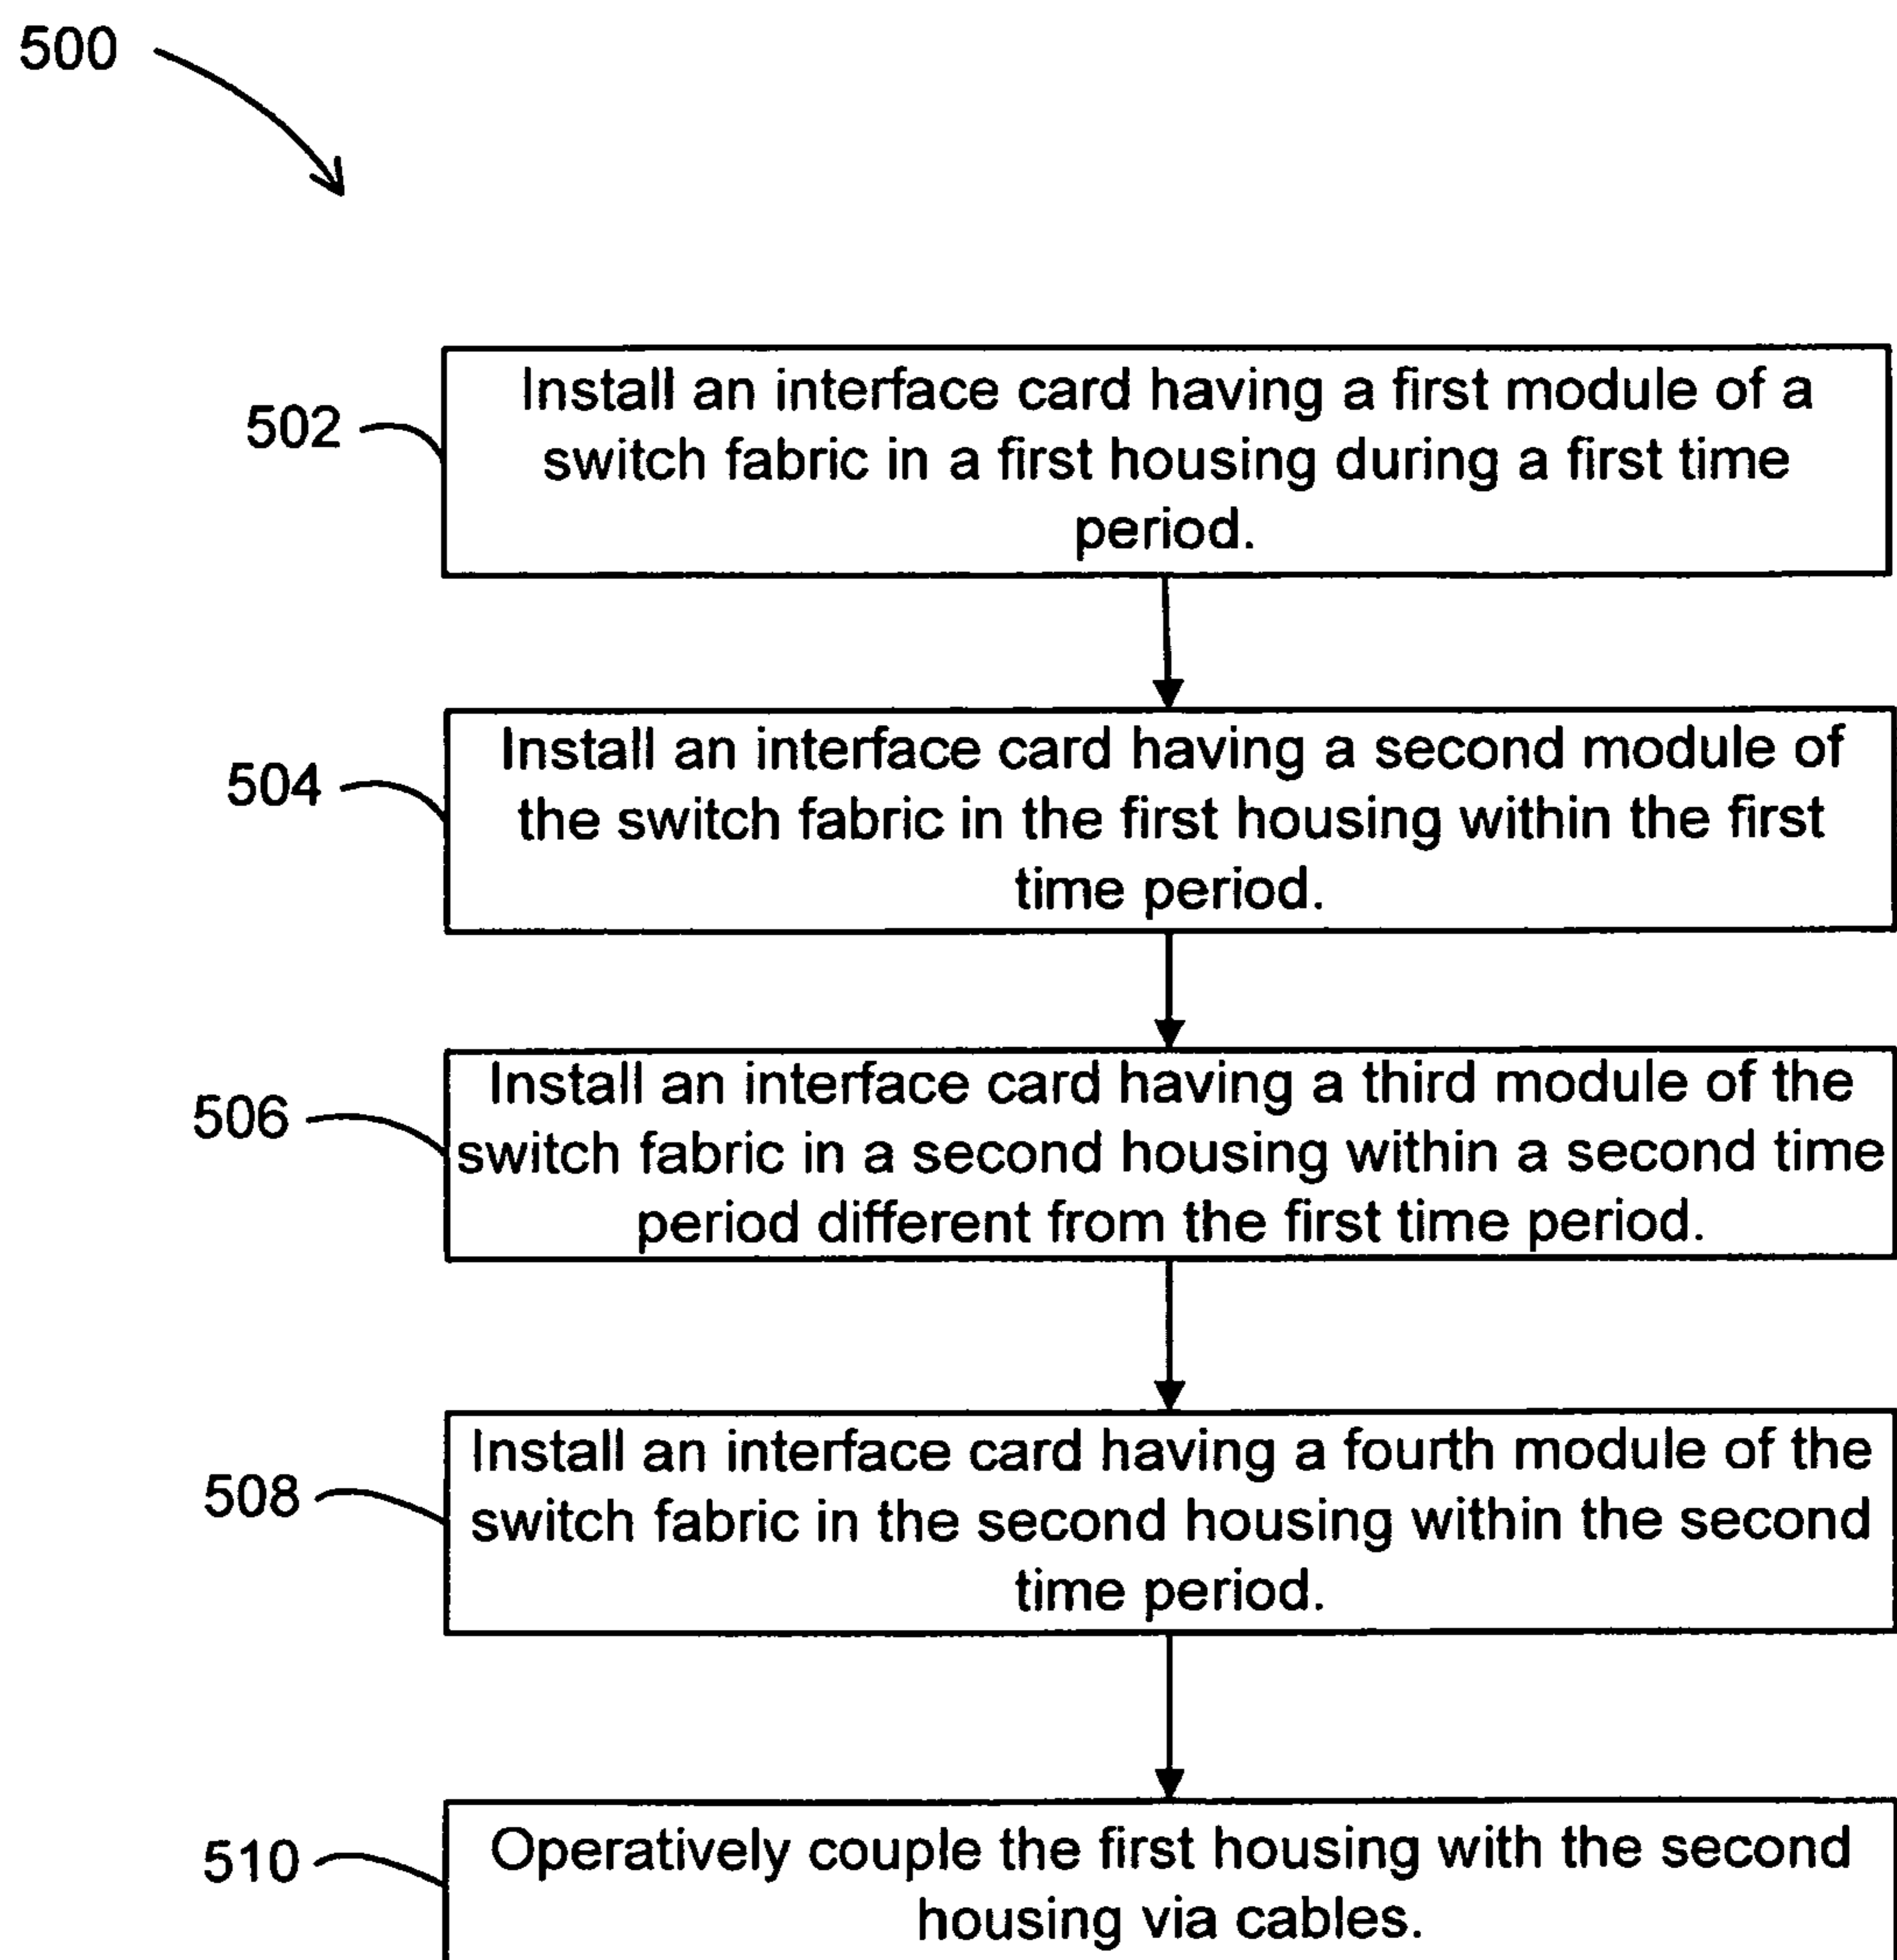 500
502
Install an interface card having a first module of a
switch fabric in a first housing during a first time
period.
504
Install an interface card having a second module of
the switch fabric in the first housing within the first
time period.
506
Install an interface card having a third module of the
switch fabric in a second housing within a second time
period different from the first time period.
508
Install an interface card having a fourth module of the
switch fabric in the second housing within the second
time period.
510
Operatively couple the first housing with the second
housing via cables.